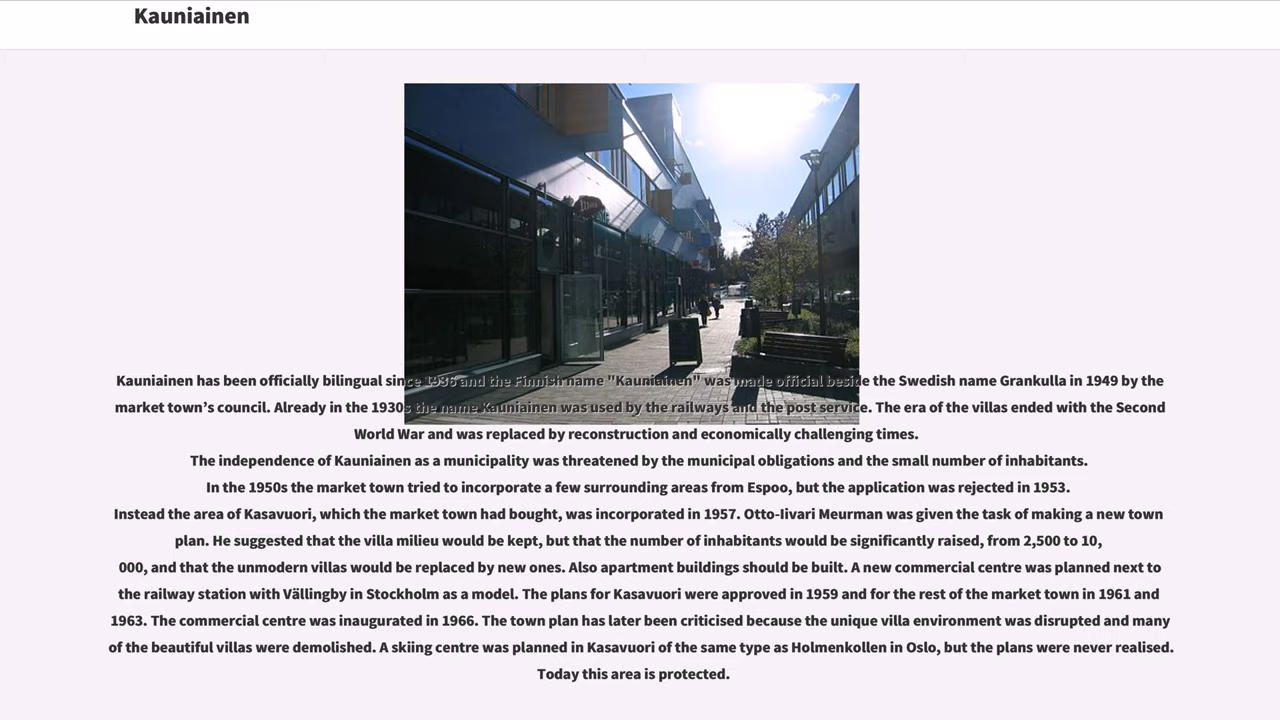 Kauniainen
Kauniainen has been officially bilingual since 1936 and the Finnish name "Kauniainen" was made official beside the Swedish name Grankulla in 1949 by the
market town’s council. Already in the 1930s the name Kauniainen was used by the railways and the post service. The era of the villas ended with the Second
World War and was replaced by reconstruction and economically challenging times.
The independence of Kauniainen as a municipality was threatened by the municipal obligations and the small number of inhabitants.
In the 1950s the market town tried to incorporate a few surrounding areas from Espoo, but the application was rejected in 1953.
Instead the area of Kasavuori, which the market town had bought, was incorporated in 1957. Otto-Iivari Meurman was given the task of making a new town
plan. He suggested that the villa milieu would be kept, but that the number of inhabitants would be significantly raised, from 2,500 to 10,
000, and that the unmodern villas would be replaced by new ones. Also apartment buildings should be built. A new commercial centre was planned next to
the railway station with Vällingby in Stockholm as a model. The plans for Kasavuori were approved in 1959 and for the rest of the market town in 1961 and
1963. The commercial centre was inaugurated in 1966. The town plan has later been criticised because the unique villa environment was disrupted and many
of the beautiful villas were demolished. A skiing centre was planned in Kasavuori of the same type as Holmenkollen in Oslo, but the plans were never realised.
Today this area is protected.